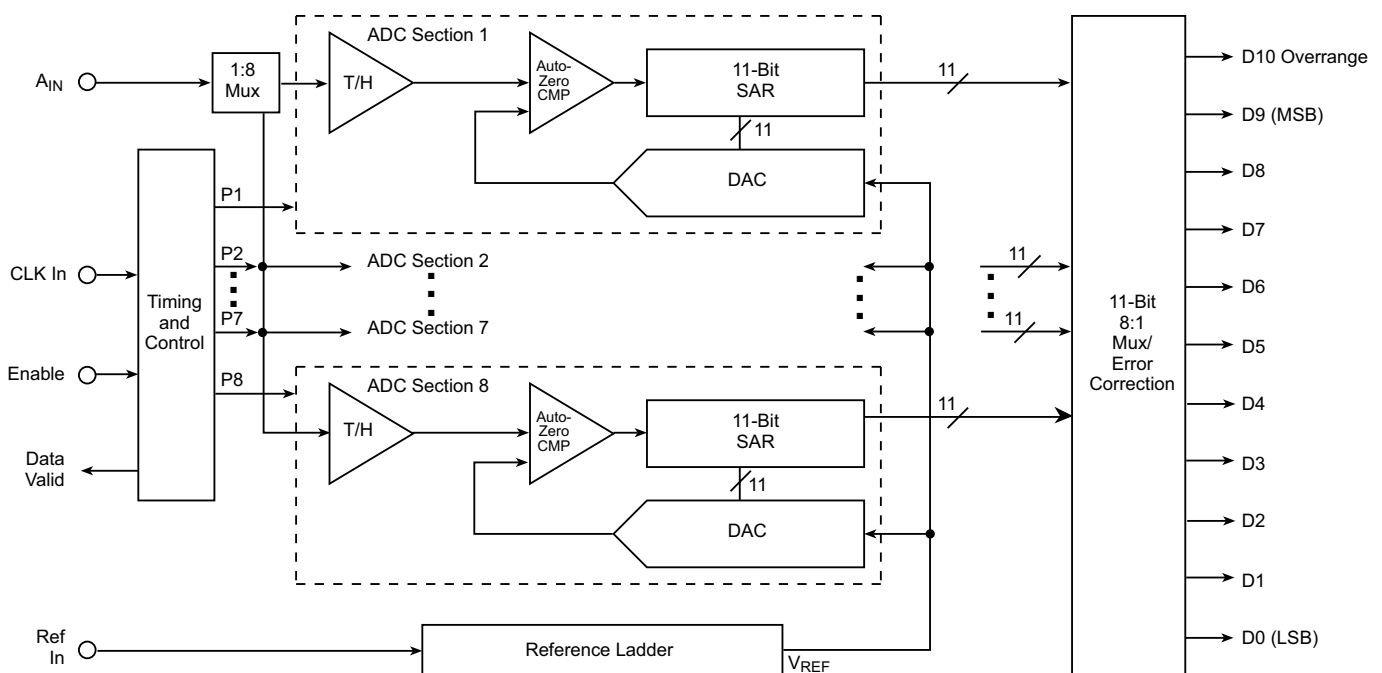 ADC Section 1
A_IN
1:8
Mux
T/H
Auto-
Zero
CMP
11-Bit
SAR
11
11
DAC
P1
CLK In
Enable
Data
Valid
Timing
and
Control
P2
P7
P8
ADC Section 2
ADC Section 7
11
11
ADC Section 8
T/H
Auto-
Zero
CMP
11-Bit
SAR
11
11
DAC
Ref
In
Reference Ladder
V_REF
11-Bit
8:1
Mux/
Error
Correction
D10 Overrange
D9 (MSB)
D8
D7
D6
D5
D4
D3
D2
D1
D0 (LSB)